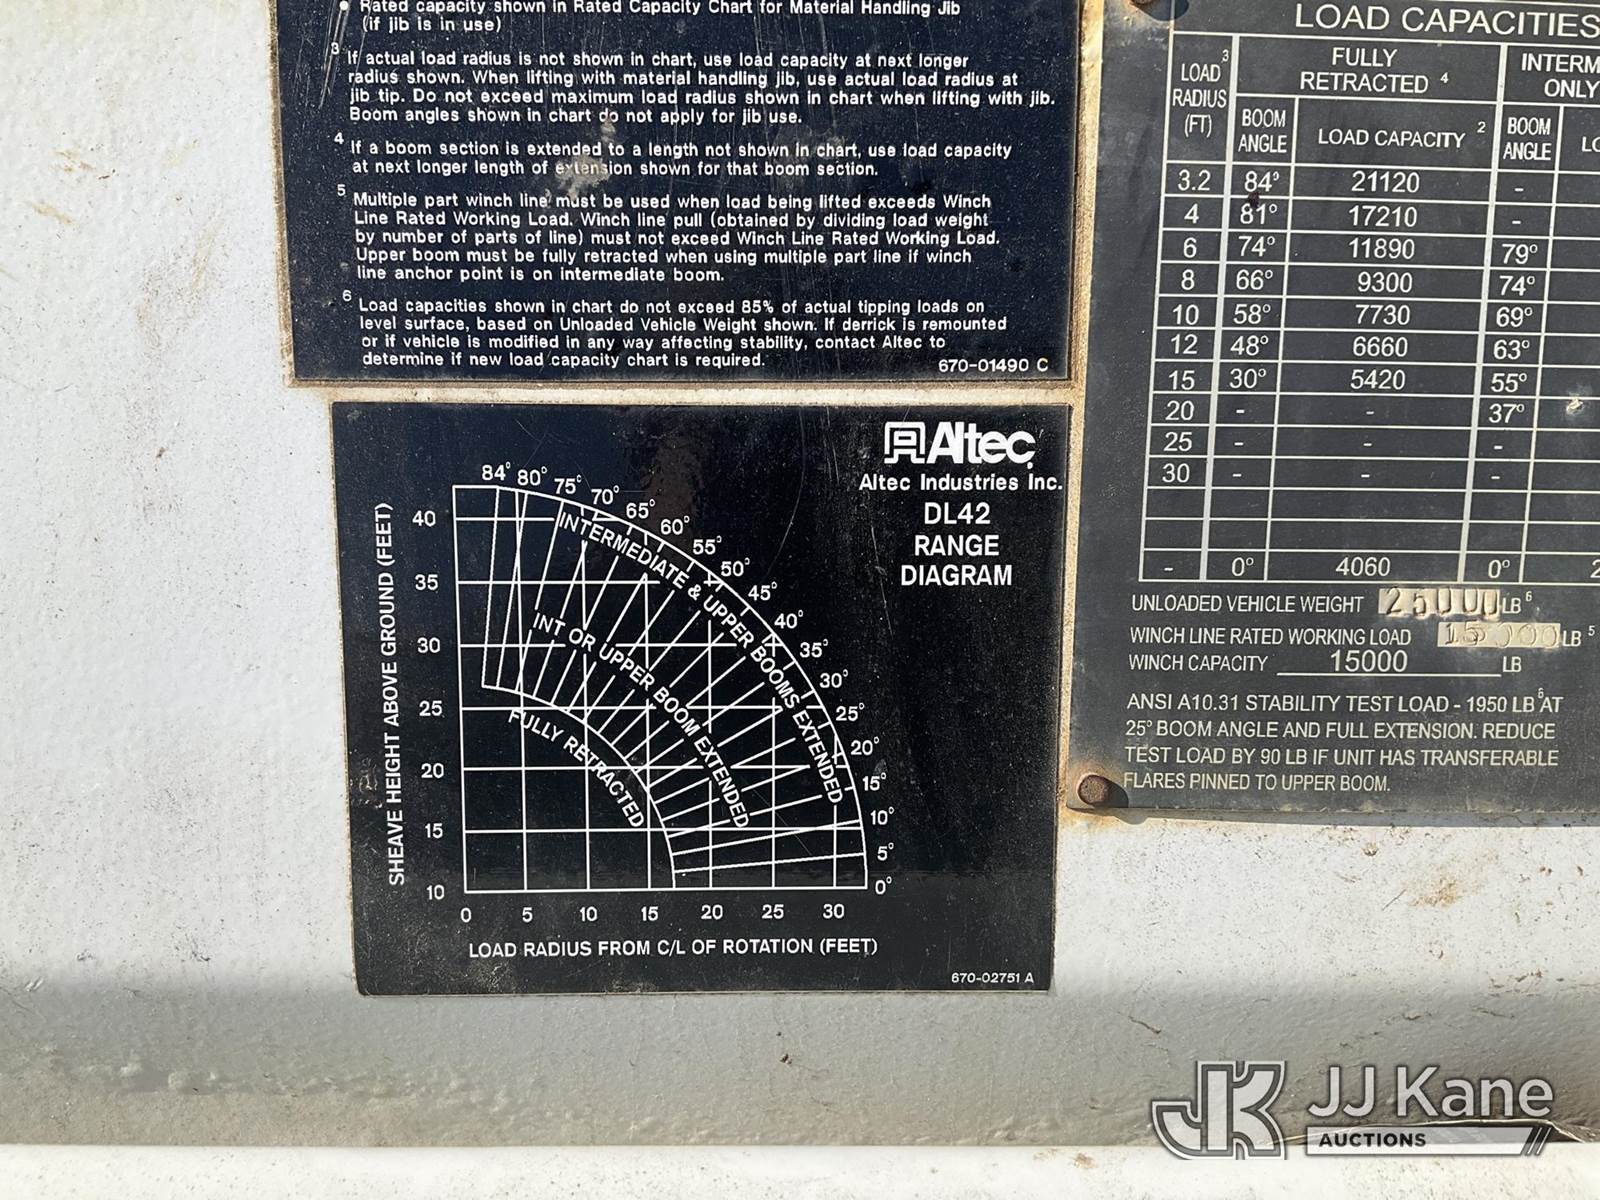 • Rated capacity shown in Rated Capacity Chart for Material Handling Jib
(if jib is in use)
3 If actual load radius is not shown in chart, use load capacity at next longer
radius shown. When lifting with material handling jib, use actual load radius at
jib tip. Do not exceed maximum load radius shown in chart when lifting with jib.
Boom angles shown in chart do not apply for jib use.
4 If a boom section is extended to a length not shown in chart, use load capacity
at next longer length of extension shown for that boom section.
5 Multiple part winch line must be used when load being lifted exceeds Winch
Line Rated Working Load. Winch line pull (obtained by dividing load weight
by number of parts of line) must not exceed Winch Line Rated Working Load.
Upper boom must be fully retracted when using multiple part line if winch
line anchor point is on intermediate boom.
6 Load capacities shown in chart do not exceed 85% of actual tipping loads on
level surface, based on Unloaded Vehicle Weight shown. If derrick is remounted
or if vehicle is modified in any way affecting stability, contact Altec to
determine if new load capacity chart is required.
670-01490 C
Altec
Altec Industries Inc.
DL42
RANGE
DIAGRAM
84° 80° 75° 70° 65° 60° 55° 50° 45° 40° 35° 30° 25° 20° 15° 10° 5° 0°
SHEAVE HEIGHT ABOVE GROUND (FEET)
40
35
30
25
20
15
10
INTERMEDIATE & UPPER BOOMS EXTENDED
INT OR UPPER BOOM EXTENDED
FULLY RETRACTED
0 5 10 15 20 25 30
LOAD RADIUS FROM C/L OF ROTATION (FEET)
670-02751 A
LOAD CAPACITIES
LOAD RADIUS (FT) 3
FULLY RETRACTED 4
ONLY
BOOM ANGLE LOAD CAPACITY 2 BOOM ANGLE
3.2 84° 21120 -
4 81° 17210 -
6 74° 11890 79°
8 66° 9300 74°
10 58° 7730 69°
12 48° 6660 63°
15 30° 5420 55°
20 - - 37°
25 - - -
30 - - -
- 0° 4060 0° 2
UNLOADED VEHICLE WEIGHT 25000 LB 6
WINCH LINE RATED WORKING LOAD 15000 LB 5
WINCH CAPACITY 15000 LB
ANSI A10.31 STABILITY TEST LOAD - 1950 LB 6 AT
25° BOOM ANGLE AND FULL EXTENSION. REDUCE
TEST LOAD BY 90 LB IF UNIT HAS TRANSFERABLE
FLARES PINNED TO UPPER BOOM.
JK JJ Kane
AUCTIONS